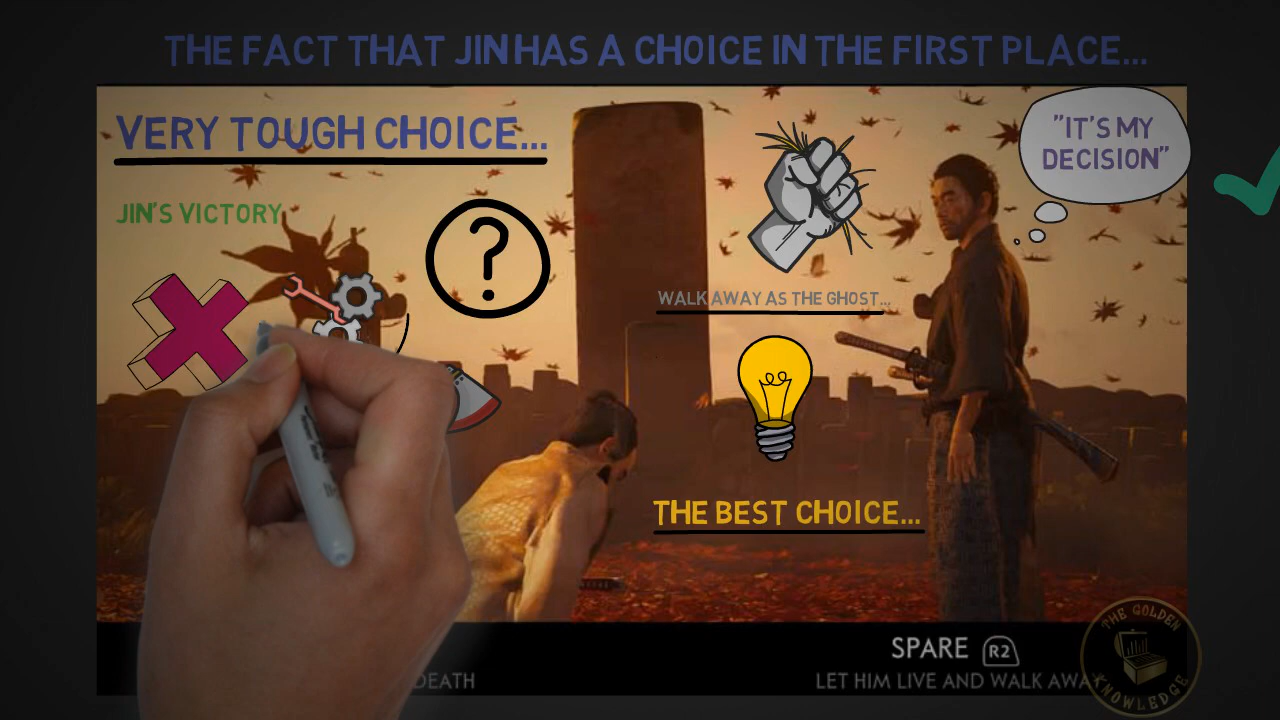 THE FACT THAT JIN HAS A CHOICE IN THE FIRST PLACE...
VERY TOUGH CHOICE...
"IT'S MY
DECISION"
JIN'S VICTORY
WALK AWAY AS THE GHOST...
THE BEST CHOICE...
SPARE R2
DEATH
LET HIM LIVE AND WALK AWAY
THE GOLDEN
KNOWLEDGE